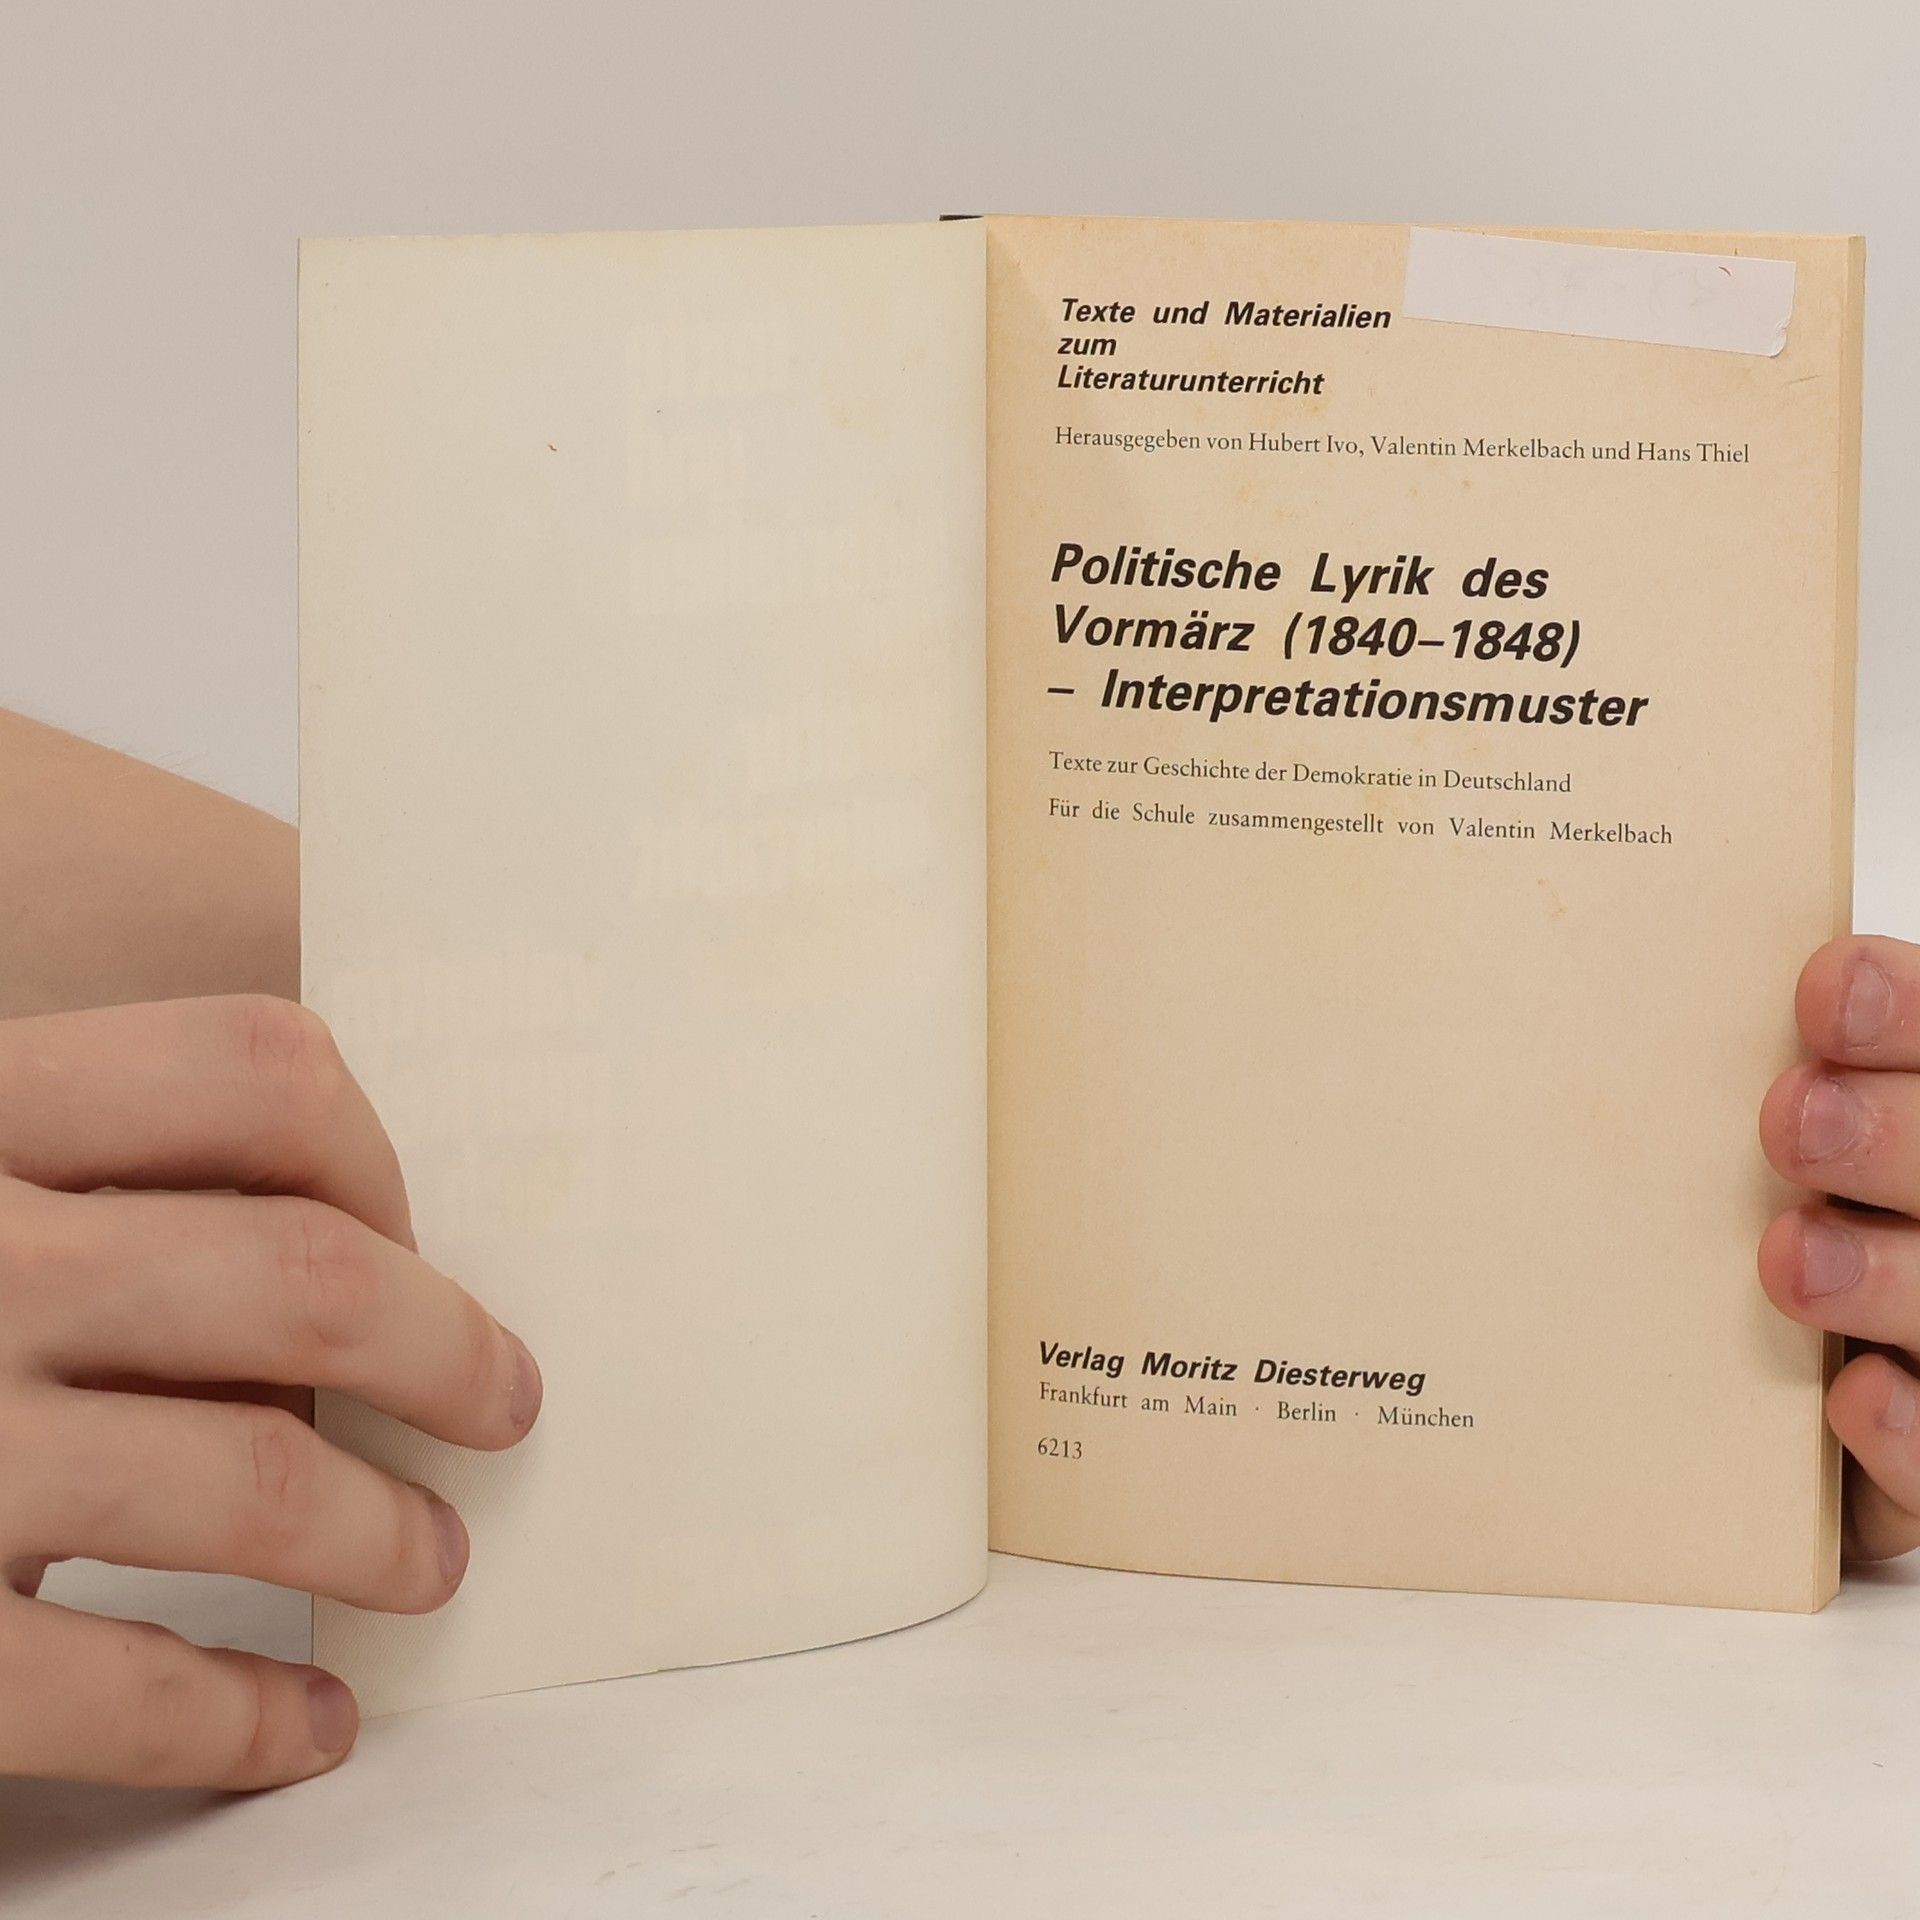 Texte und Materialien
zum
Literaturunterricht
Herausgegeben von Hubert Ivo, Valentin Merkelbach und Hans Thiel
Politische Lyrik des
Vormärz (1840–1848)
– Interpretationsmuster
Texte zur Geschichte der Demokratie in Deutschland
Für die Schule zusammengestellt von Valentin Merkelbach
Verlag Moritz Diesterweg
Frankfurt am Main · Berlin · München
6213